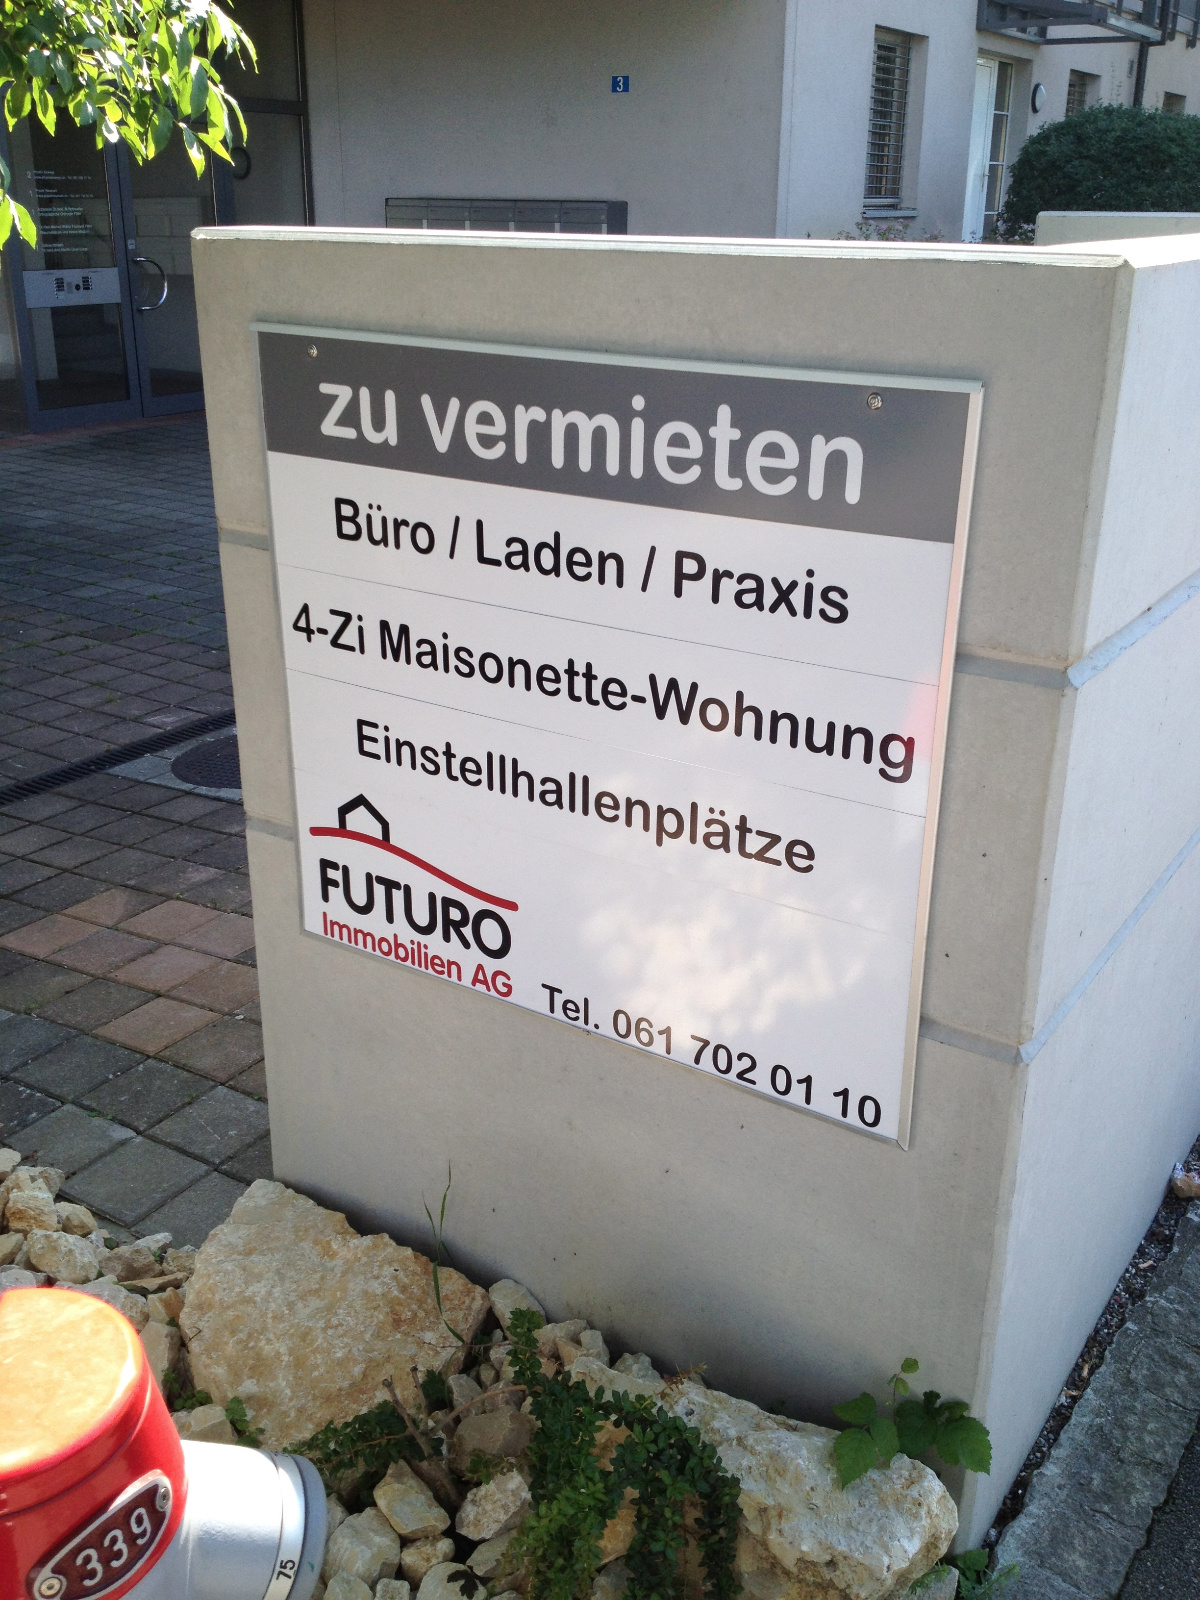 3
zu vermieten
Büro / Laden / Praxis
4-Zi Maisonette-Wohnung
Einstellhallenplätze
FUTURO
Immobilien AG
Tel. 061 702 01 10
339
75